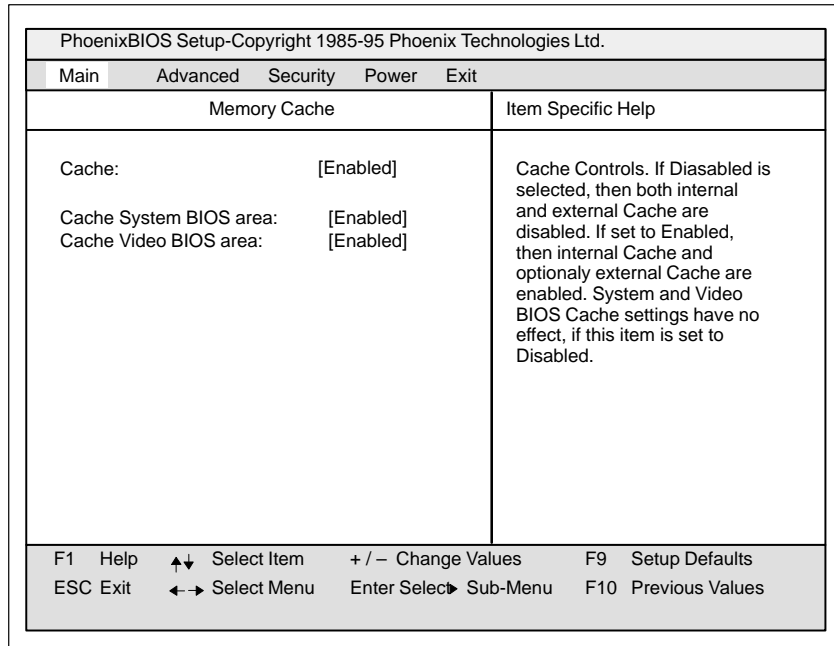 PhoenixBIOS Setup-Copyright 1985-95 Phoenix Technologies Ltd.
Main Advanced Security Power Exit
Memory Cache
Item Specific Help
Cache: [Enabled]
Cache System BIOS area: [Enabled]
Cache Video BIOS area: [Enabled]
Cache Controls. If Diasabled is
selected, then both internal
and external Cache are
disabled. If set to Enabled,
then internal Cache and
optionaly external Cache are
enabled. System and Video
BIOS Cache settings have no
effect, if this item is set to
Disabled.
F1 Help Select Item + / – Change Values F9 Setup Defaults
ESC Exit Select Menu Enter Select Sub-Menu F10 Previous Values